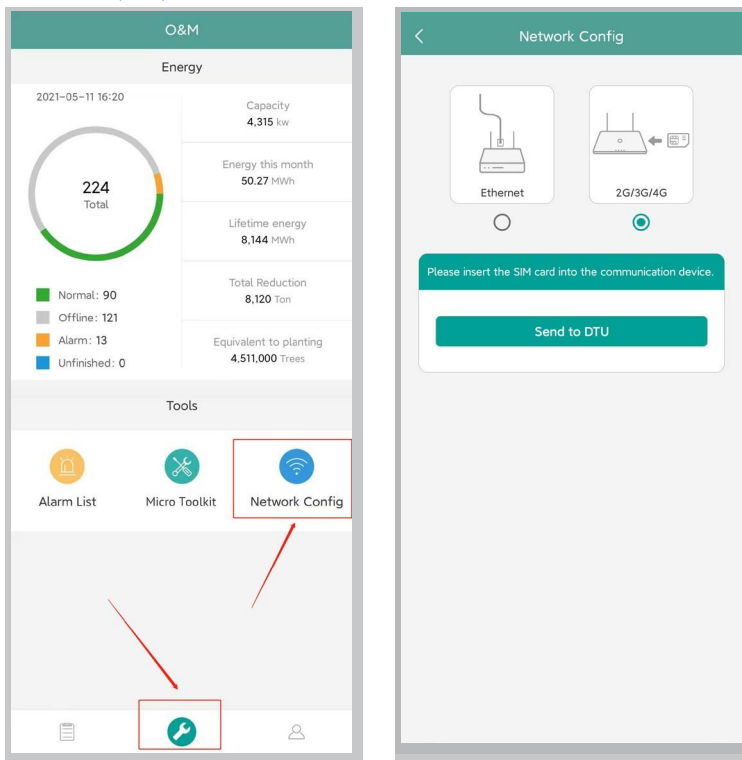 O&M
Energy
2021-05-11 16:20
224
Total
Normal: 90
Offline: 121
Alarm: 13
Unfinished: 0
Capacity
4,315 kw
Energy this month
50.27 MWh
Lifetime energy
8,144 MWh
Total Reduction
8,120 Ton
Equivalent to planting
4,511,000 Trees
Tools
Alarm List
Micro Toolkit
Network Config
Network Config
Ethernet
2G/3G/4G
Please insert the SIM card into the communication device.
Send to DTU